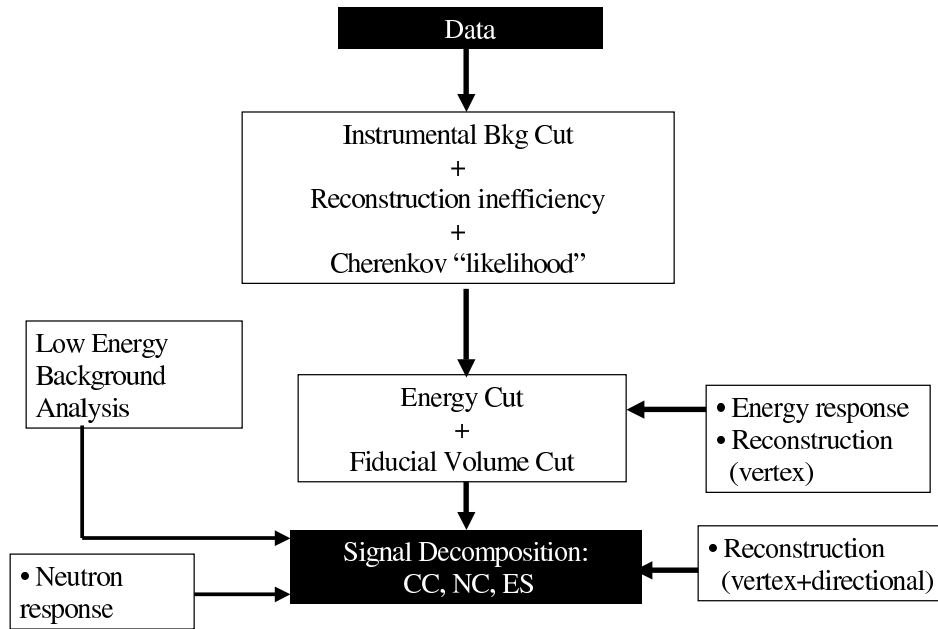 Data
Instrumental Bkg Cut
+
Reconstruction inefficiency
+
Cherenkov “likelihood”
Low Energy
Background
Analysis
Energy Cut
+
Fiducial Volume Cut
• Energy response
• Reconstruction
(vertex)
Signal Decomposition:
CC, NC, ES
• Neutron
response
• Reconstruction
(vertex+directional)